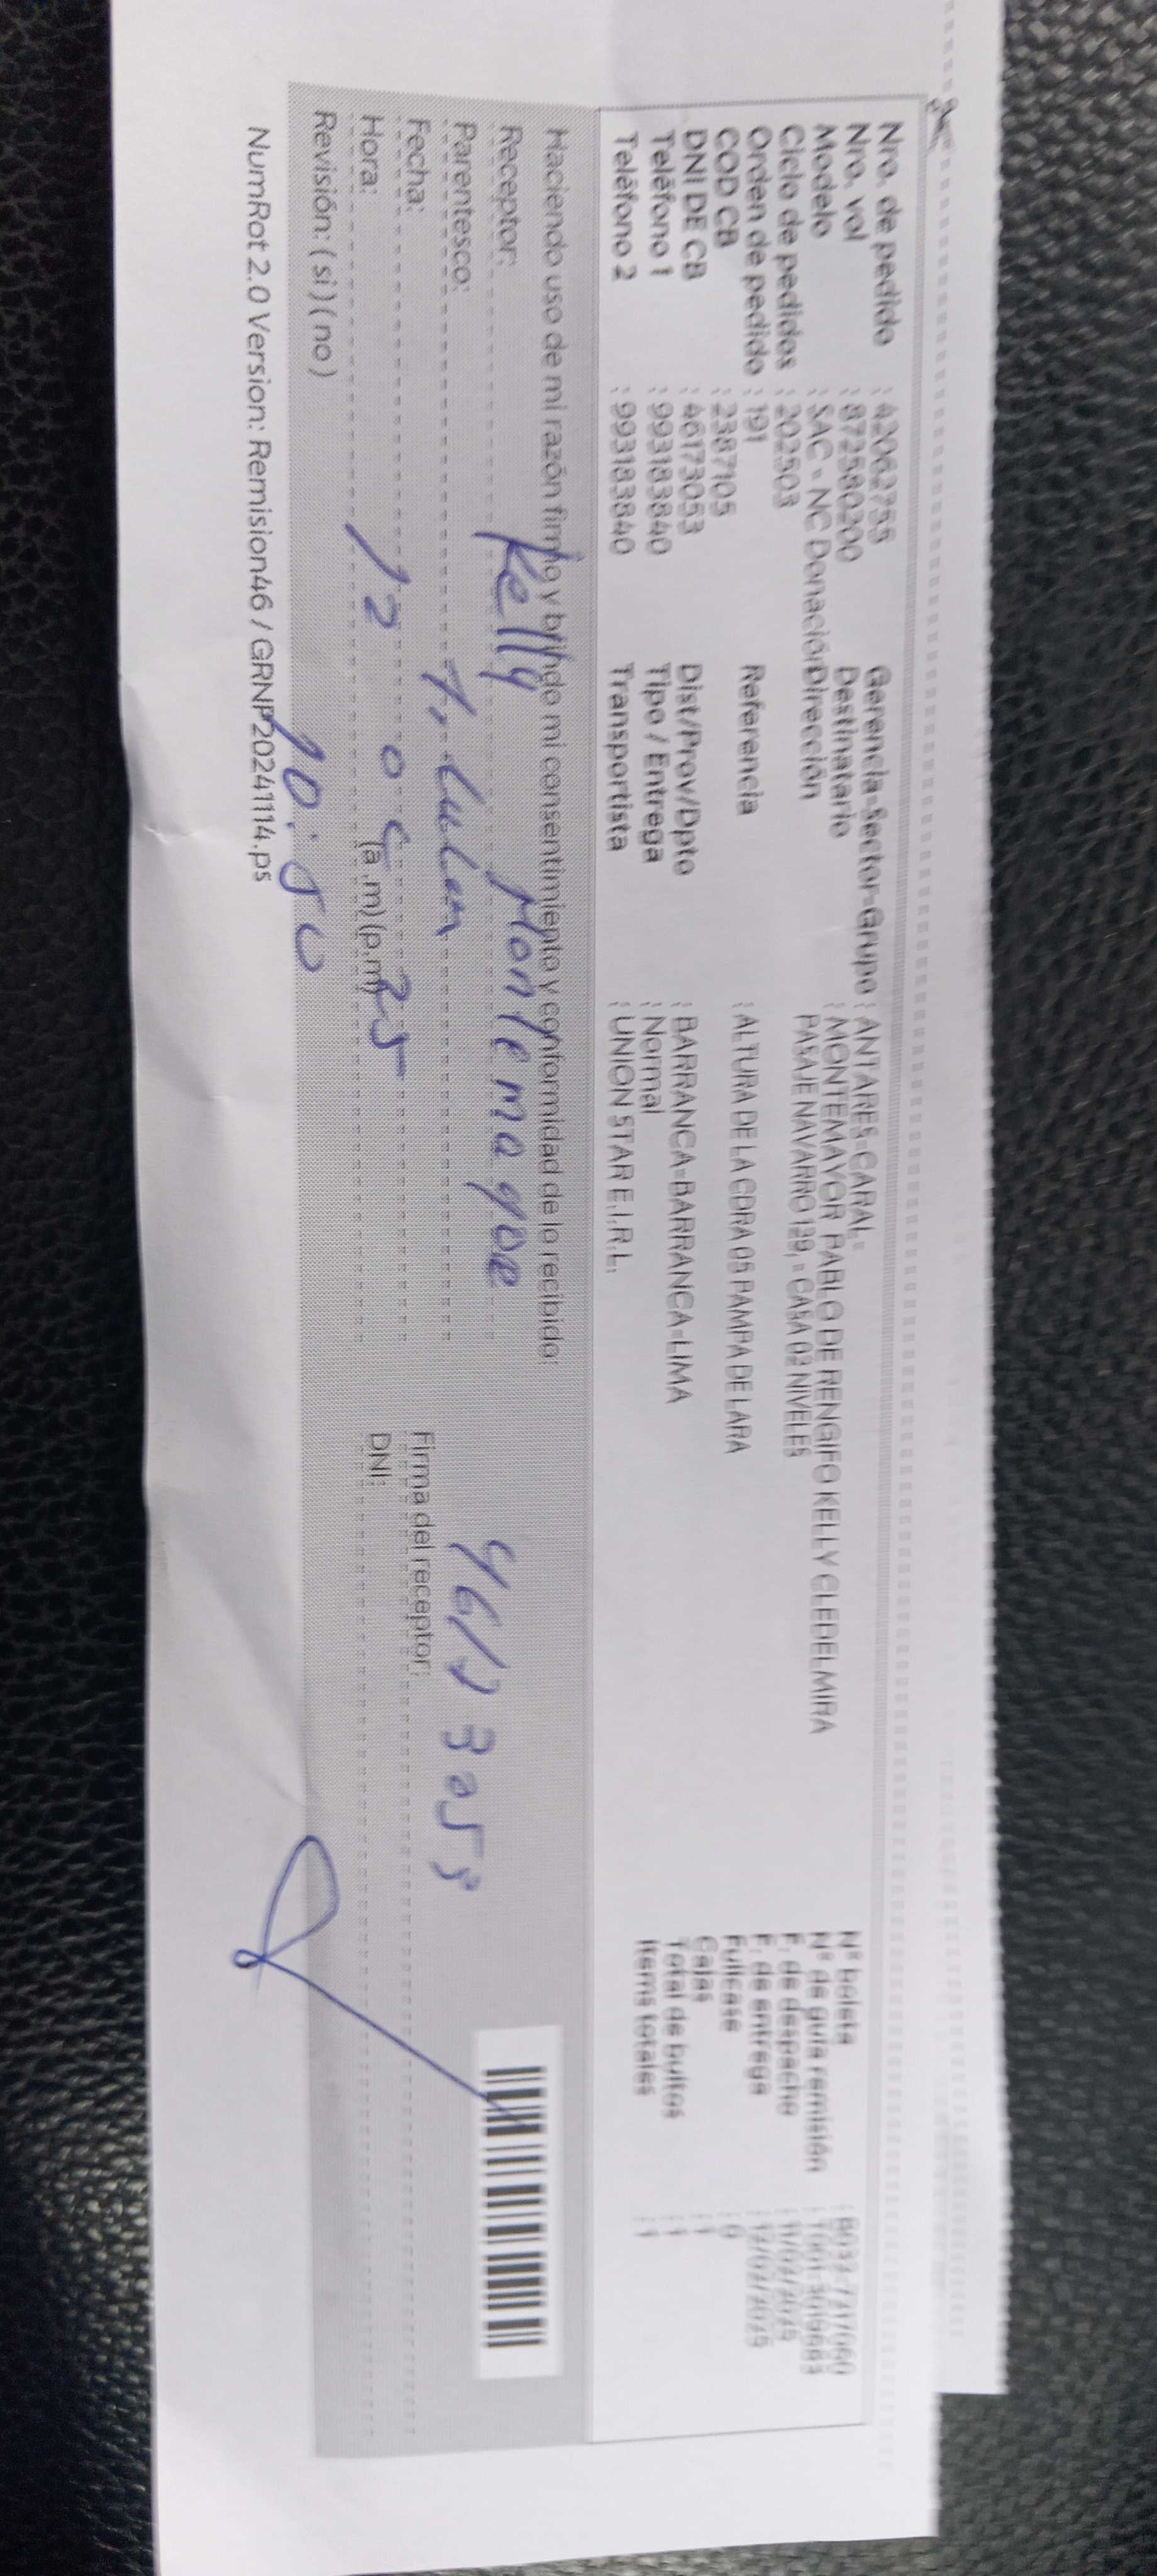 Nro. de pedido : 42062755
Nro. vol : 872580200
Modelo : SAC - NC Donación
Ciclo de pedidos : 202503
Orden de pedido : 191
COD CB : 2387105
DNI DE CB : 46173053
Teléfono 1 : 993183840
Teléfono 2 : 993183840
Gerencia-Sector-Grupo : ANTARES-CARAL-
Destinatario : MONTEMAYOR PABLO DE RENGIFO KELLY CLEDELMIRA
Dirección PASAJE NAVARRO 129, - CASA 02 NIVELES
Referencia : ALTURA DE LA CDRA 05 PAMPA DE LARA
Dist/Prov/Dpto : BARRANCA-BARRANCA-LIMA
Tipo / Entrega : Normal
Transportista : UNION STAR E.I.R.L.
N° boleta
N° de guía remisión
F. de despacho
F. de entrega
Fullcase : 0
Cajas : 1
Total de bultos : 1
Items totales : 1
Haciendo uso de mi razón firmo y brindo mi consentimiento y conformidad de lo recibido:
Receptor: Kelly Montemayor
Parentesco: Titular
Fecha: 12
Hora: (a.m)(p.m)
Revisión: ( si ) ( no )
Firma del receptor:
DNI:
NumRot 2.0 Version: Remision46 / GRNP20241114.ps